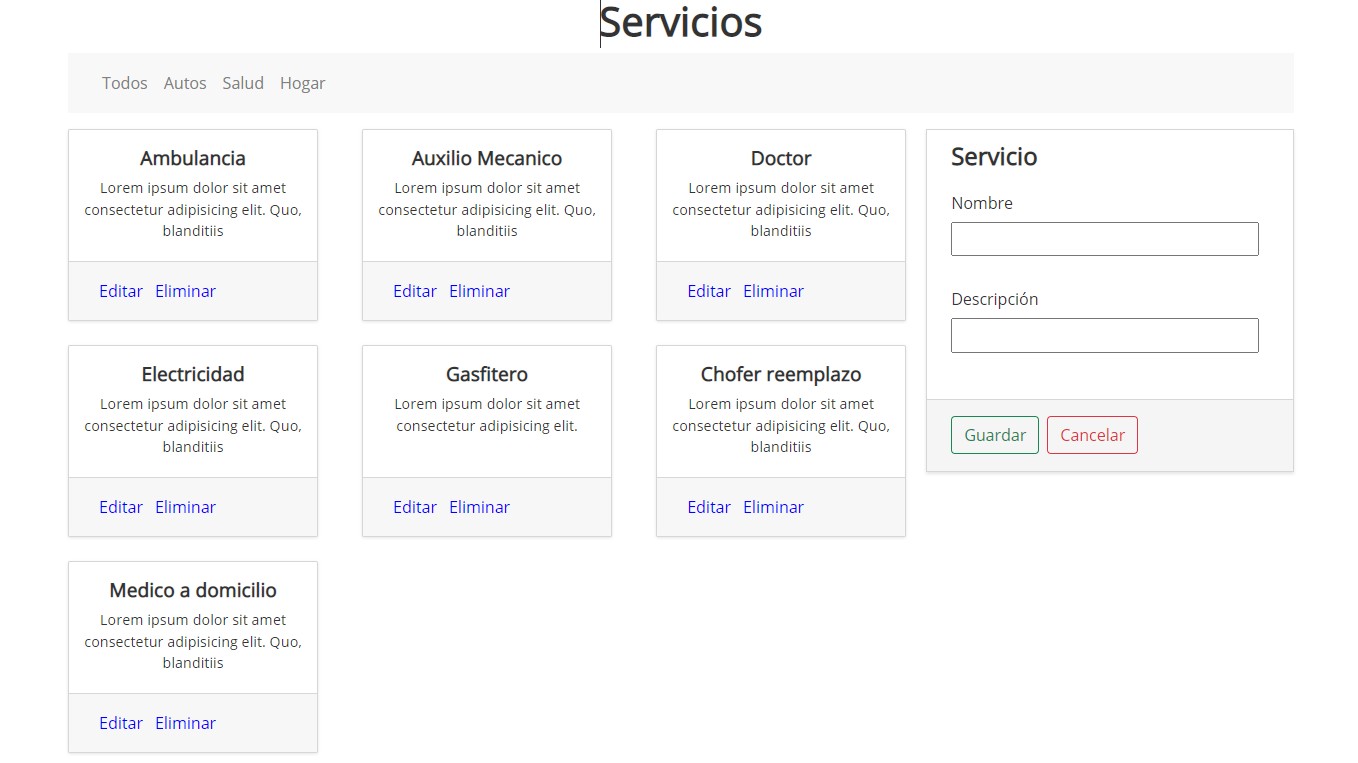 Servicios
Todos Autos Salud Hogar
Ambulancia
Lorem ipsum dolor sit amet
consectetur adipisicing elit. Quo,
blanditiis
Editar Eliminar
Auxilio Mecanico
Lorem ipsum dolor sit amet
consectetur adipisicing elit. Quo,
blanditiis
Editar Eliminar
Doctor
Lorem ipsum dolor sit amet
consectetur adipisicing elit. Quo,
blanditiis
Editar Eliminar
Electricidad
Lorem ipsum dolor sit amet
consectetur adipisicing elit. Quo,
blanditiis
Editar Eliminar
Gasfitero
Lorem ipsum dolor sit amet
consectetur adipisicing elit.
Editar Eliminar
Chofer reemplazo
Lorem ipsum dolor sit amet
consectetur adipisicing elit. Quo,
blanditiis
Editar Eliminar
Medico a domicilio
Lorem ipsum dolor sit amet
consectetur adipisicing elit. Quo,
blanditiis
Editar Eliminar
Servicio
Nombre
Descripción
Guardar Cancelar